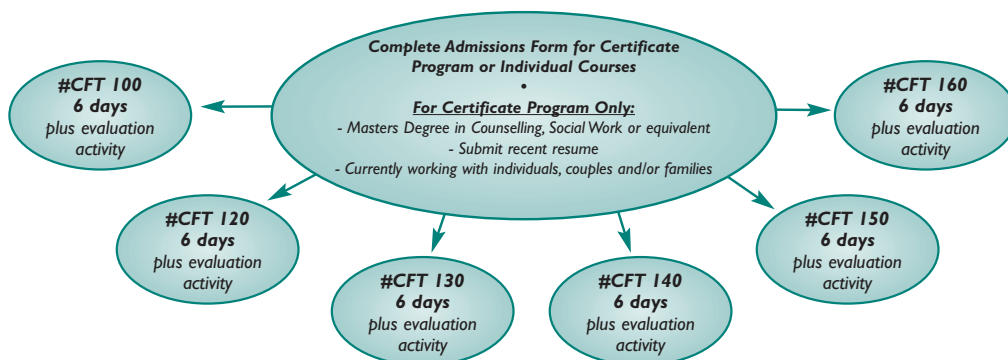 Complete Admissions Form for Certificate
Program or Individual Courses
•
For Certificate Program Only:
- Masters Degree in Counselling, Social Work or equivalent
- Submit recent resume
- Currently working with individuals, couples and/or families
#CFT 100
6 days
plus evaluation
activity
#CFT 120
6 days
plus evaluation
activity
#CFT 130
6 days
plus evaluation
activity
#CFT 140
6 days
plus evaluation
activity
#CFT 150
6 days
plus evaluation
activity
#CFT 160
6 days
plus evaluation
activity